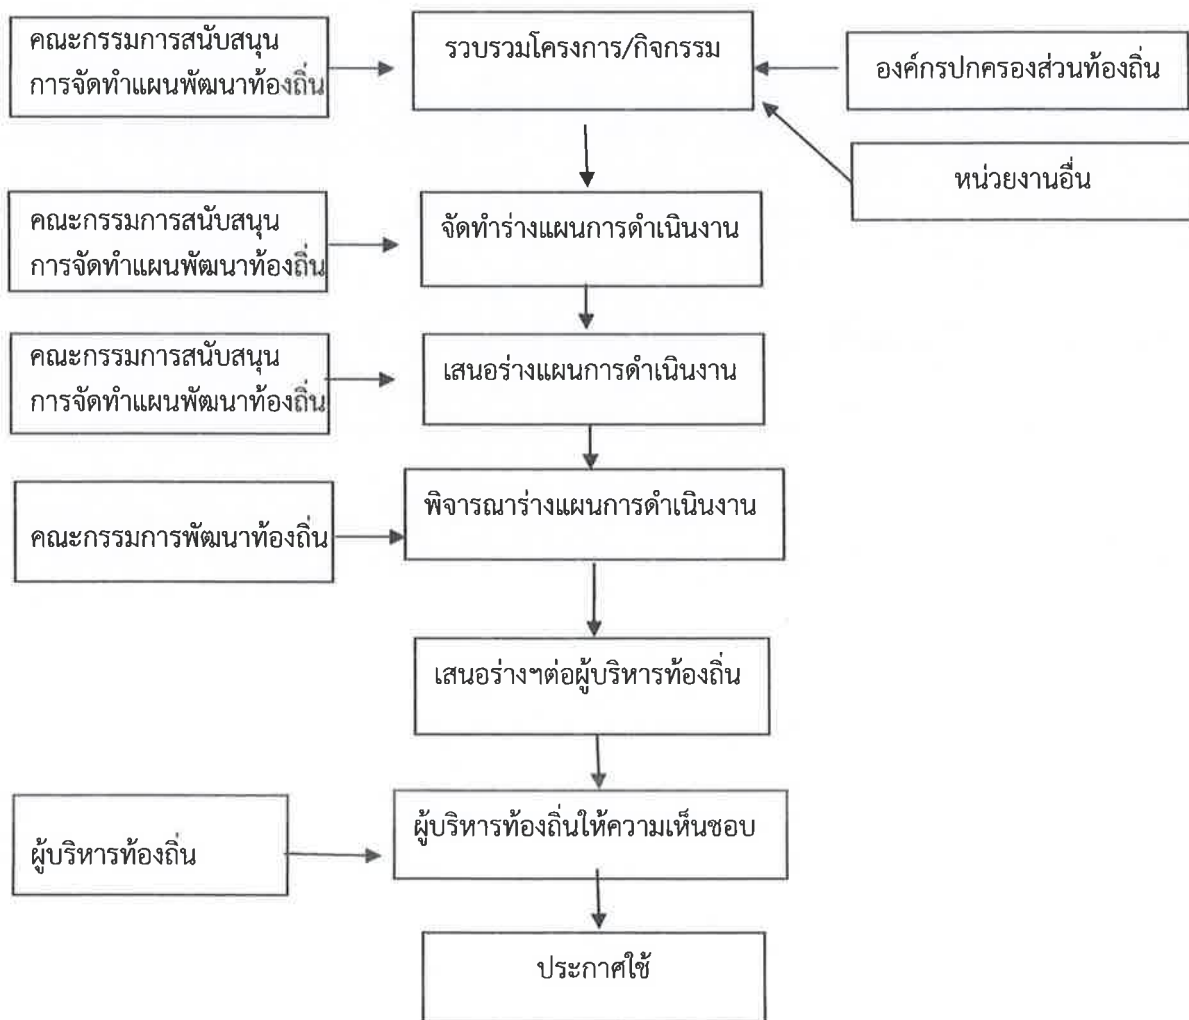 คณะกรรมการสนับสนุน
การจัดทำแผนพัฒนาท้องถิ่น
รวบรวมโครงการ/กิจกรรม
องค์กรปกครองส่วนท้องถิ่น
หน่วยงานอื่น
คณะกรรมการสนับสนุน
การจัดทำแผนพัฒนาท้องถิ่น
จัดทำร่างแผนการดำเนินงาน
คณะกรรมการสนับสนุน
การจัดทำแผนพัฒนาท้องถิ่น
เสนอร่างแผนการดำเนินงาน
คณะกรรมการพัฒนาท้องถิ่น
พิจารณาร่างแผนการดำเนินงาน
เสนอร่างฯต่อผู้บริหารท้องถิ่น
ผู้บริหารท้องถิ่น
ผู้บริหารท้องถิ่นให้ความเห็นชอบ
ประกาศใช้